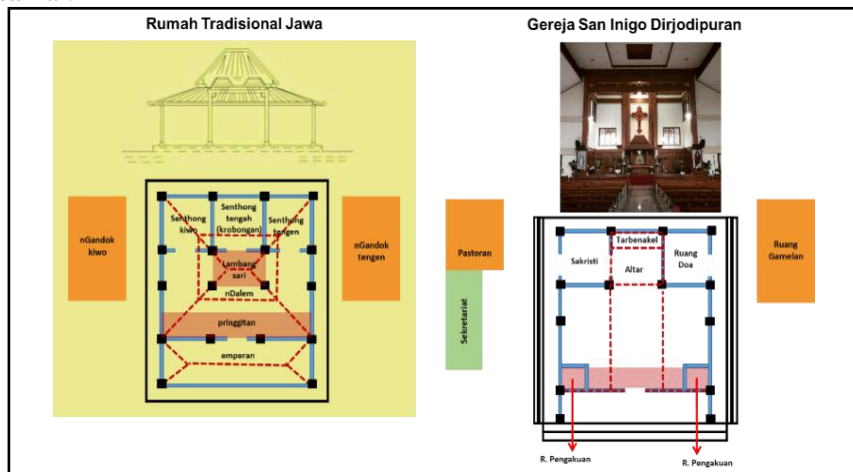 Rumah Tradisional Jawa
Gereja San Inigo Dirjodipuran
nGandok
kiwo
Senthong
kiwo
Senthong
tengah
(krobongan)
Senthong
tengen
Lambang
sari
nDalem
pringgitan
emperan
nGandok
tengen
Pastoran
Sekretariat
Sakristi
Tarbenakel
Altar
Ruang
Doa
Ruang
Gamelan
R. Pengakuan
R. Pengakuan